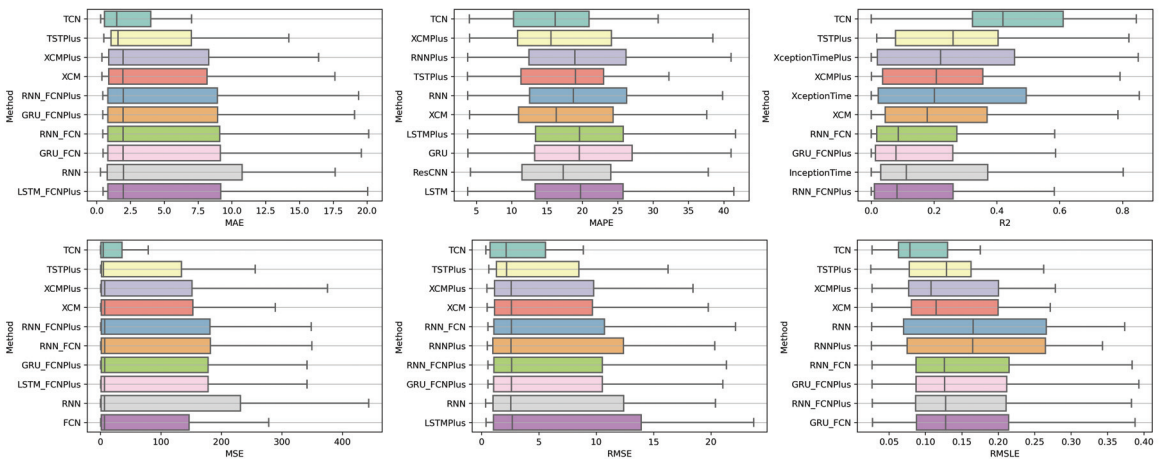 TCN
TSTPlus
XCMPlus
XCM
RNN_FCNPlus
GRU_FCNPlus
RNN_FCN
GRU_FCN
RNN
LSTM_FCNPlus
Method
0.0 2.5 5.0 7.5 10.0 12.5 15.0 17.5 20.0
MAE
TCN
XCMPlus
RNNPlus
TSTPlus
RNN
XCM
LSTMPlus
GRU
ResCNN
LSTM
Method
5 10 15 20 25 30 35 40
MAPE
TCN
TSTPlus
XceptionTimePlus
XCMPlus
XceptionTime
XCM
RNN_FCN
GRU_FCNPlus
InceptionTime
RNN_FCNPlus
Method
0.0 0.2 0.4 0.6 0.8
R2
TCN
TSTPlus
XCMPlus
XCM
RNN_FCNPlus
RNN_FCN
GRU_FCNPlus
LSTM_FCNPlus
RNN
FCN
Method
0 100 200 300 400
MSE
TCN
TSTPlus
XCMPlus
XCM
RNN_FCN
RNNPlus
RNN_FCNPlus
GRU_FCNPlus
RNN
LSTMPlus
Method
0 5 10 15 20
RMSE
TCN
TSTPlus
XCMPlus
XCM
RNN
RNNPlus
RNN_FCN
GRU_FCNPlus
RNN_FCNPlus
GRU_FCN
Method
0.05 0.10 0.15 0.20 0.25 0.30 0.35 0.40
RMSLE